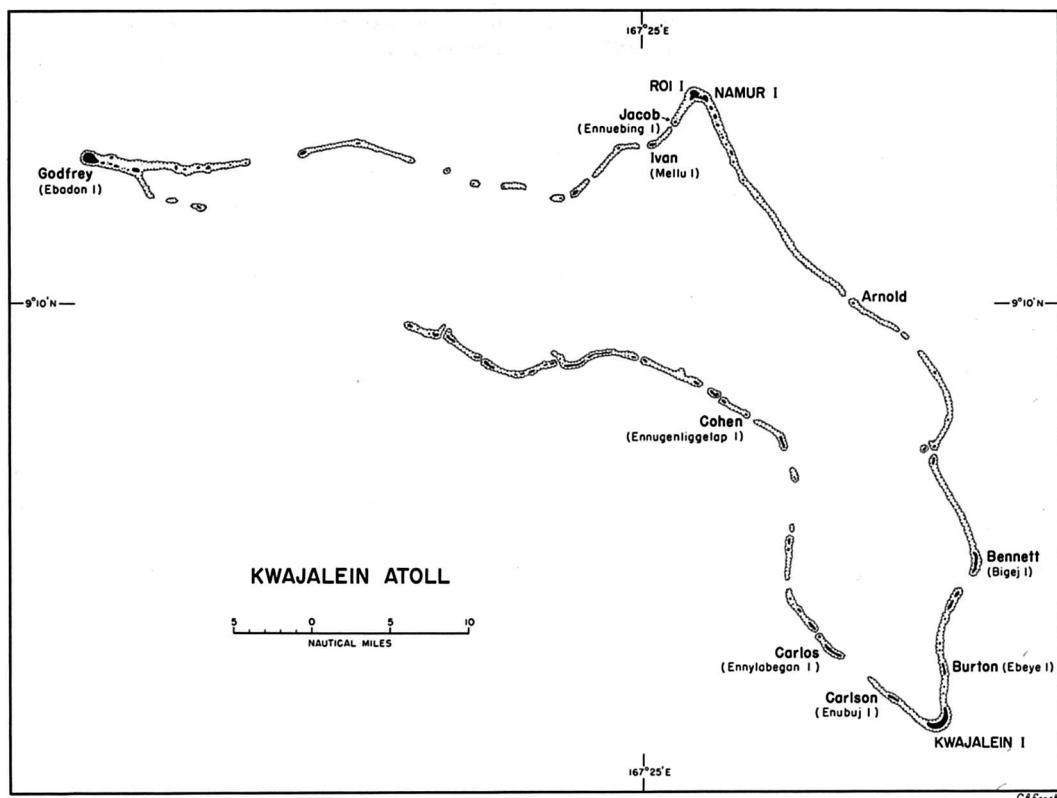 167°25'E
ROI I
NAMUR I
Jacob
(Ennuebing I)
Ivan
(Mellu I)
Godfrey
(Ebadon I)
9°10'N
Arnold
9°10'N
Cohen
(Ennugenliggelap I)
KWAJALEIN ATOLL
5 0 5 10
NAUTICAL MILES
Bennett
(Bigej I)
Carlos
(Ennylabegan I)
Burton (Ebeye I)
Carlson
(Enubuj I)
KWAJALEIN I
167°25'E